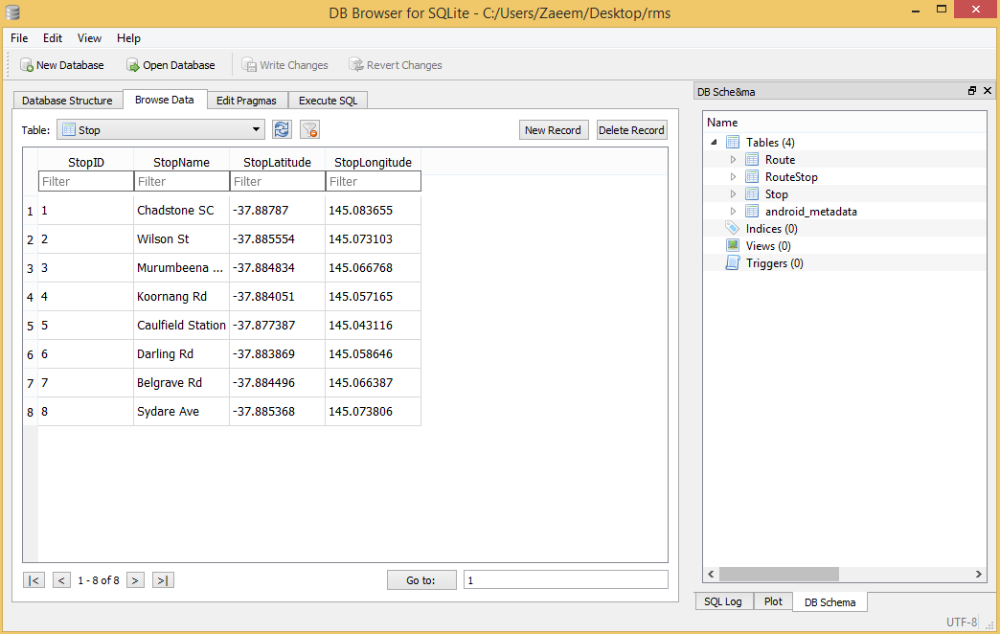 DB Browser for SQLite - C:/Users/Zaeem/Desktop/rms
File Edit View Help
New Database Open Database Write Changes Revert Changes
Database Structure Browse Data Edit Pragmas Execute SQL
Table: Stop New Record Delete Record
StopID StopName StopLatitude StopLongitude
Filter Filter Filter Filter
1 1 Chadstone SC -37.88787 145.083655
2 2 Wilson St -37.885554 145.073103
3 3 Murumbeena ... -37.884834 145.066768
4 4 Koornang Rd -37.884051 145.057165
5 5 Caulfield Station -37.877387 145.043116
6 6 Darling Rd -37.883869 145.058646
7 7 Belgrave Rd -37.884496 145.066387
8 8 Sydare Ave -37.885368 145.073806
|< < 1 - 8 of 8 > >| Go to: 1
DB Sche&ma
Name
Tables (4)
Route
RouteStop
Stop
android_metadata
Indices (0)
Views (0)
Triggers (0)
SQL Log Plot DB Schema
UTF-8